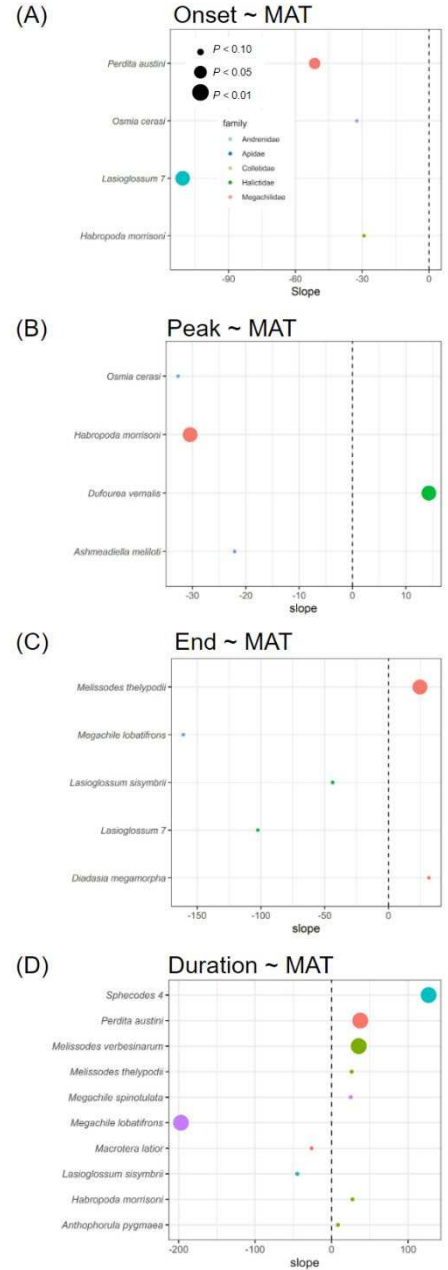 (A) Onset ~ MAT
P < 0.10
P < 0.05
P < 0.01
family
Andrenidae
Apidae
Colletidae
Halictidae
Megachilidae
Perdita austini
Osmia cerasi
Lasioglossum 7
Habropoda morrisoni
-90 -60 -30 0
Slope
(B) Peak ~ MAT
Osmia cerasi
Habropoda morrisoni
Dufourea vernalis
Ashmeadiella meliloti
-30 -20 -10 0 10
slope
(C) End ~ MAT
Melissodes thelypodii
Megachile lobatifrons
Lasioglossum sisymbrii
Lasioglossum 7
Diadasia megamorpha
-150 -100 -50 0
slope
(D) Duration ~ MAT
Sphecodes 4
Perdita austini
Melissodes verbesinarum
Melissodes thelypodii
Megachile spinotulata
Megachile lobatifrons
Macrotera latior
Lasioglossum sisymbrii
Habropoda morrisoni
Anthophorula pygmaea
-200 -100 0 100
slope